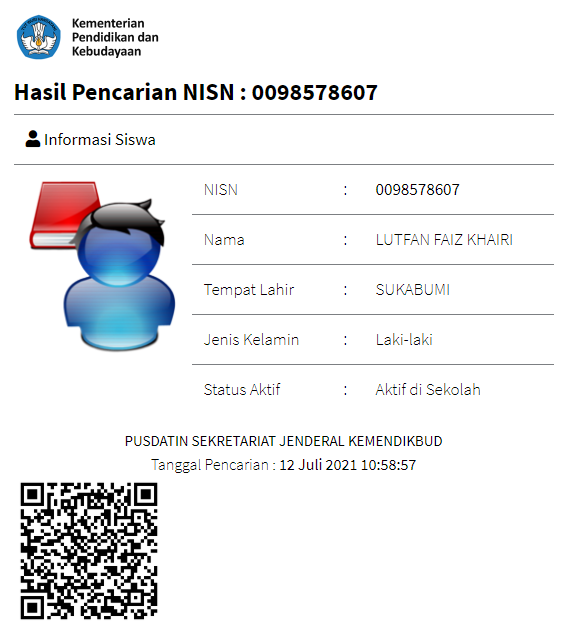 Kementerian
Pendidikan dan
Kebudayaan
Hasil Pencarian NISN : 0098578607
Informasi Siswa
NISN : 0098578607
Nama : LUTFAN FAIZ KHAIRI
Tempat Lahir : SUKABUMI
Jenis Kelamin : Laki-laki
Status Aktif : Aktif di Sekolah
PUSDATIN SEKRETARIAT JENDERAL KEMENDIKBUD
Tanggal Pencarian : 12 Juli 2021 10:58:57